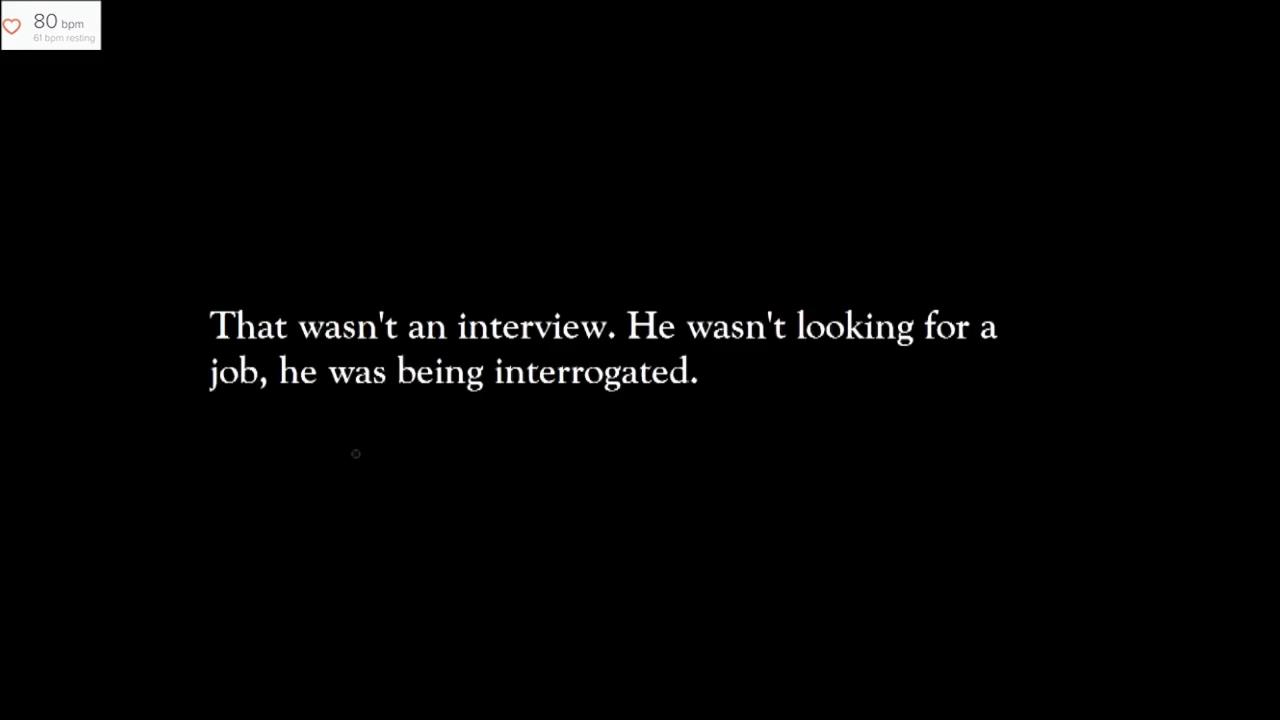 80 bpm
61 bpm resting
That wasn't an interview. He wasn't looking for a
job, he was being interrogated.